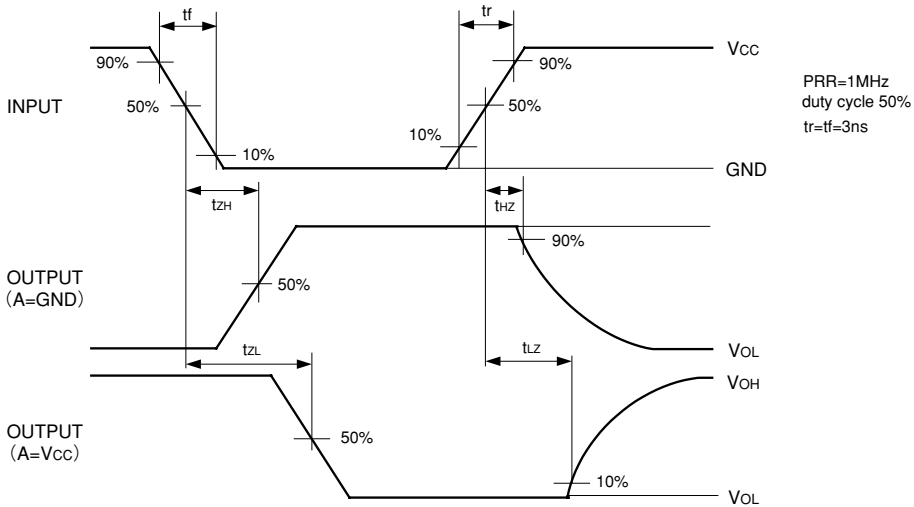 tf
tr
Vcc
90%
90%
PRR=1MHz
duty cycle 50%
tr=tf=3ns
INPUT
50%
50%
10%
10%
GND
tZH
tHZ
90%
OUTPUT
(A=GND)
50%
tZL
tLZ
VOL
VOH
OUTPUT
(A=Vcc)
50%
10%
VOL